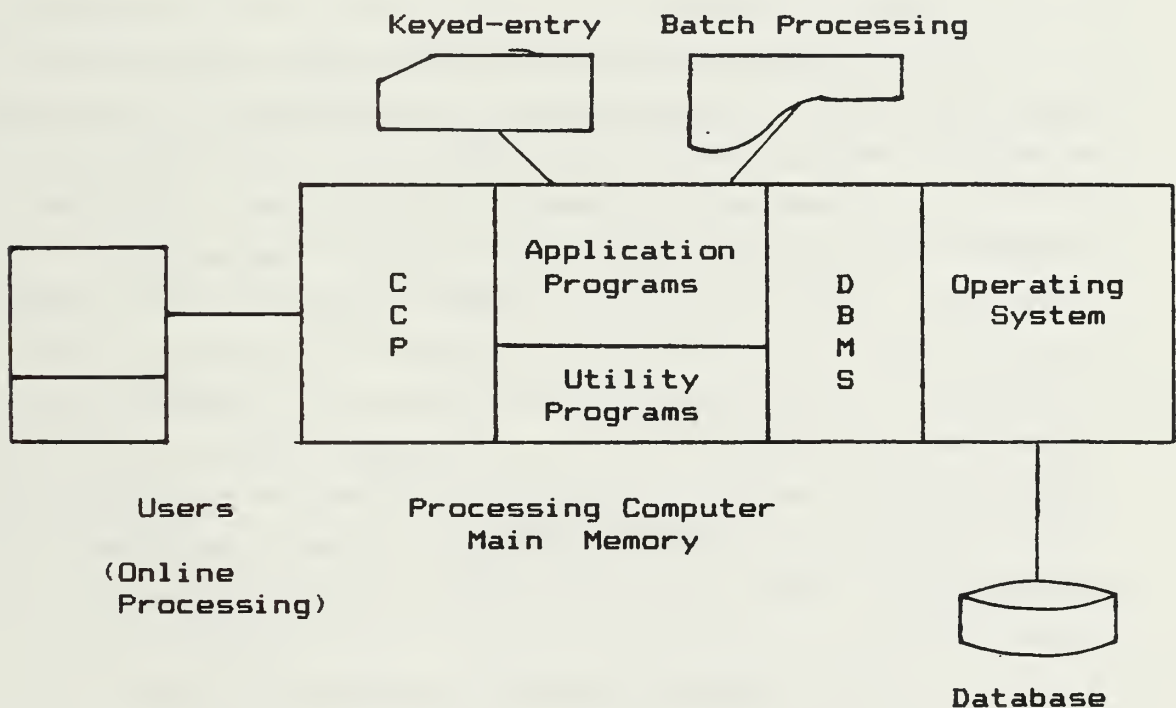 Keyed-entry
Batch Processing
C
C
P
Application
Programs
Utility
Programs
D
B
M
S
Operating
System
Users
(Online
Processing)
Processing Computer
Main Memory
Database